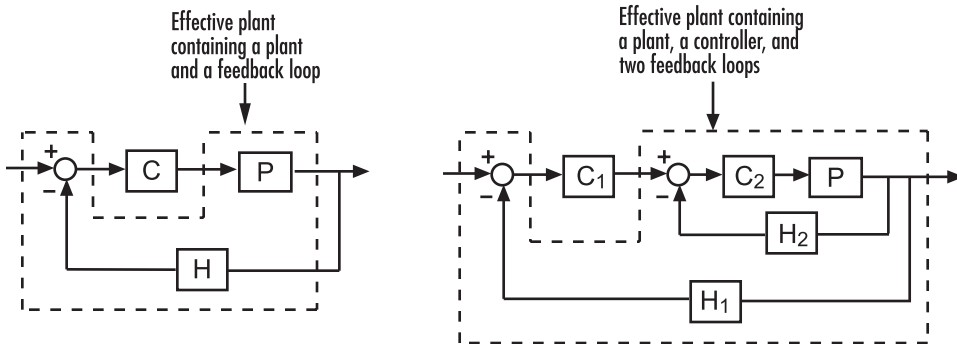 Effective plant
containing a plant
and a feedback loop
+
−
C
P
H
Effective plant containing
a plant, a controller, and
two feedback loops
+
−
C₁
+
−
C₂
P
H₂
H₁